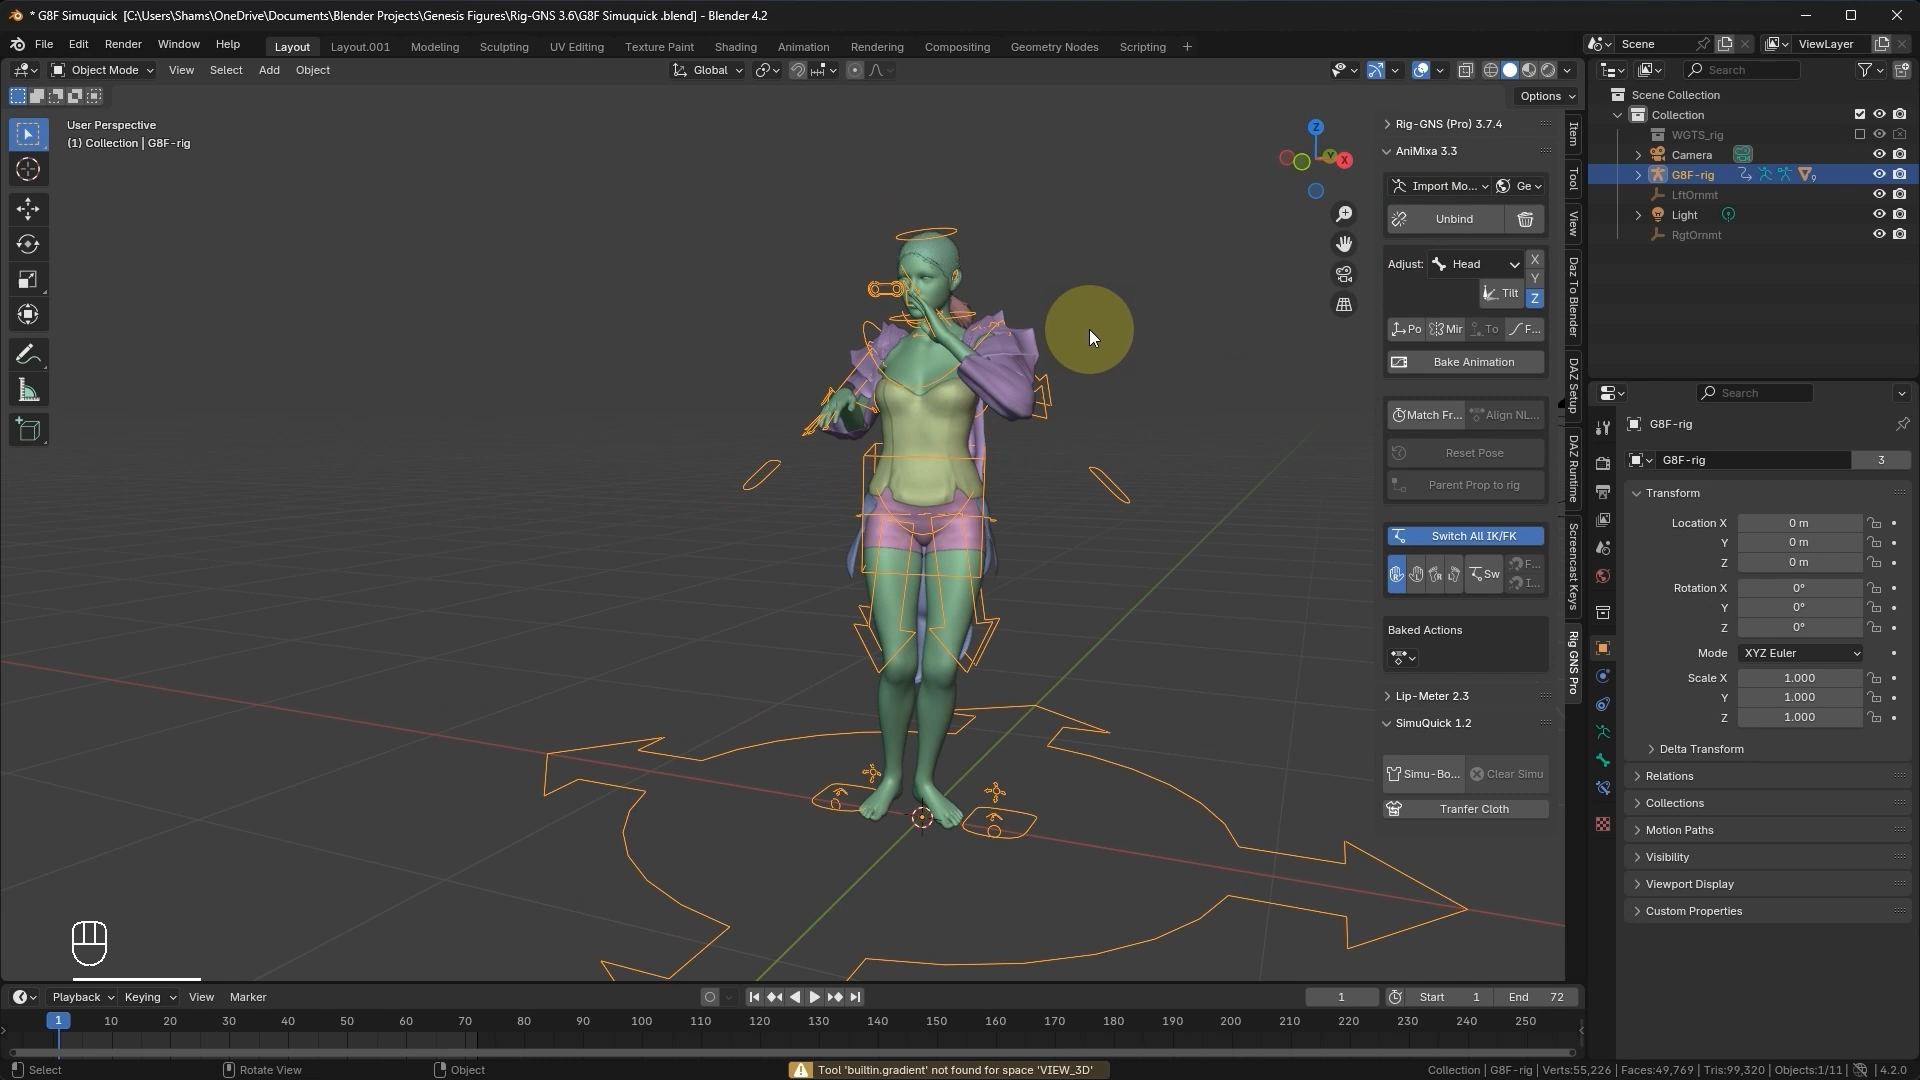 * G8F Simuquick  [C:\Users\Shams\OneDrive\Documents\Blender Projects\Genesis Figures\Rig-GNS 3.6\G8F Simuquick .blend] - Blender 4.2
File Edit Render Window Help Layout Layout.001 Modeling Sculpting UV Editing Texture Paint Shading Animation Rendering Compositing Geometry Nodes Scripting + Scene ViewLayer
Object Mode View Select Add Object Global Search
Options
User Perspective
(1) Collection | G8F-rig
Z
Y
X
Rig-GNS (Pro) 3.7.4
AniMixa 3.3
Import Mo... Ge
Unbind
Adjust: Head X
Y
Tilt Z
Po Mir To F...
Bake Animation
Match Fr... Align NL...
Reset Pose
Parent Prop to rig
Switch All IK/FK
Sw F...
I...
Baked Actions
Lip-Meter 2.3
SimuQuick 1.2
Simu-Bo... Clear Simu
Tranfer Cloth
Item
Tool
View
Daz To Blender
DAZ Setup
DAZ Runtime
Screencast Keys
Rig GNS Pro
Scene Collection
Collection
WGTS_rig
Camera
G8F-rig 9
LftOrnmt
Light
RgtOrnmt
Search
G8F-rig
G8F-rig 3
Transform
Location X 0 m
Y 0 m
Z 0 m
Rotation X 0°
Y 0°
Z 0°
Mode XYZ Euler
Scale X 1.000
Y 1.000
Z 1.000
Delta Transform
Relations
Collections
Motion Paths
Visibility
Viewport Display
Custom Properties
Playback Keying View Marker 1 Start 1 End 72
1 10 20 30 40 50 60 70 80 90 100 110 120 130 140 150 160 170 180 190 200 210 220 230 240 250
Select Rotate View Object Tool 'builtin.gradient' not found for space 'VIEW_3D' Collection | G8F-rig | Verts:55,226 | Faces:49,769 | Tris:99,320 | Objects:1/11 | 4.2.0